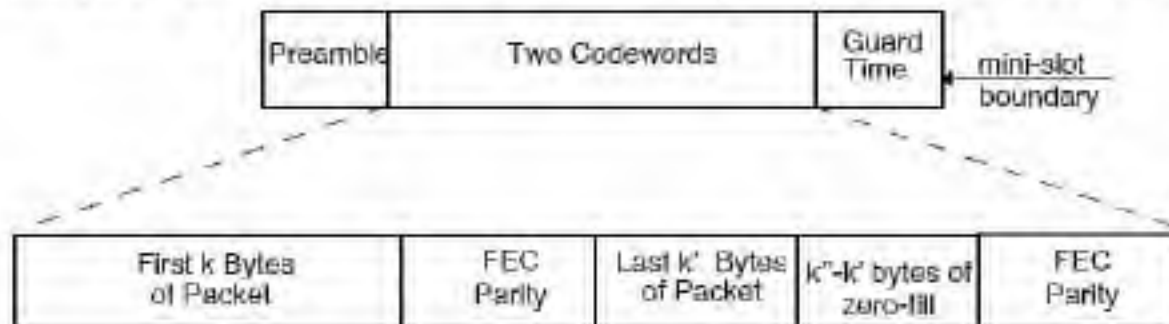 Preamble
Two Codewords
Guard
Time
mini-slot
boundary
First k Bytes
of Packet
FEC
Parity
Last k' Bytes
of Packet
k"-k' bytes of
zero-fill
FEC
Parity